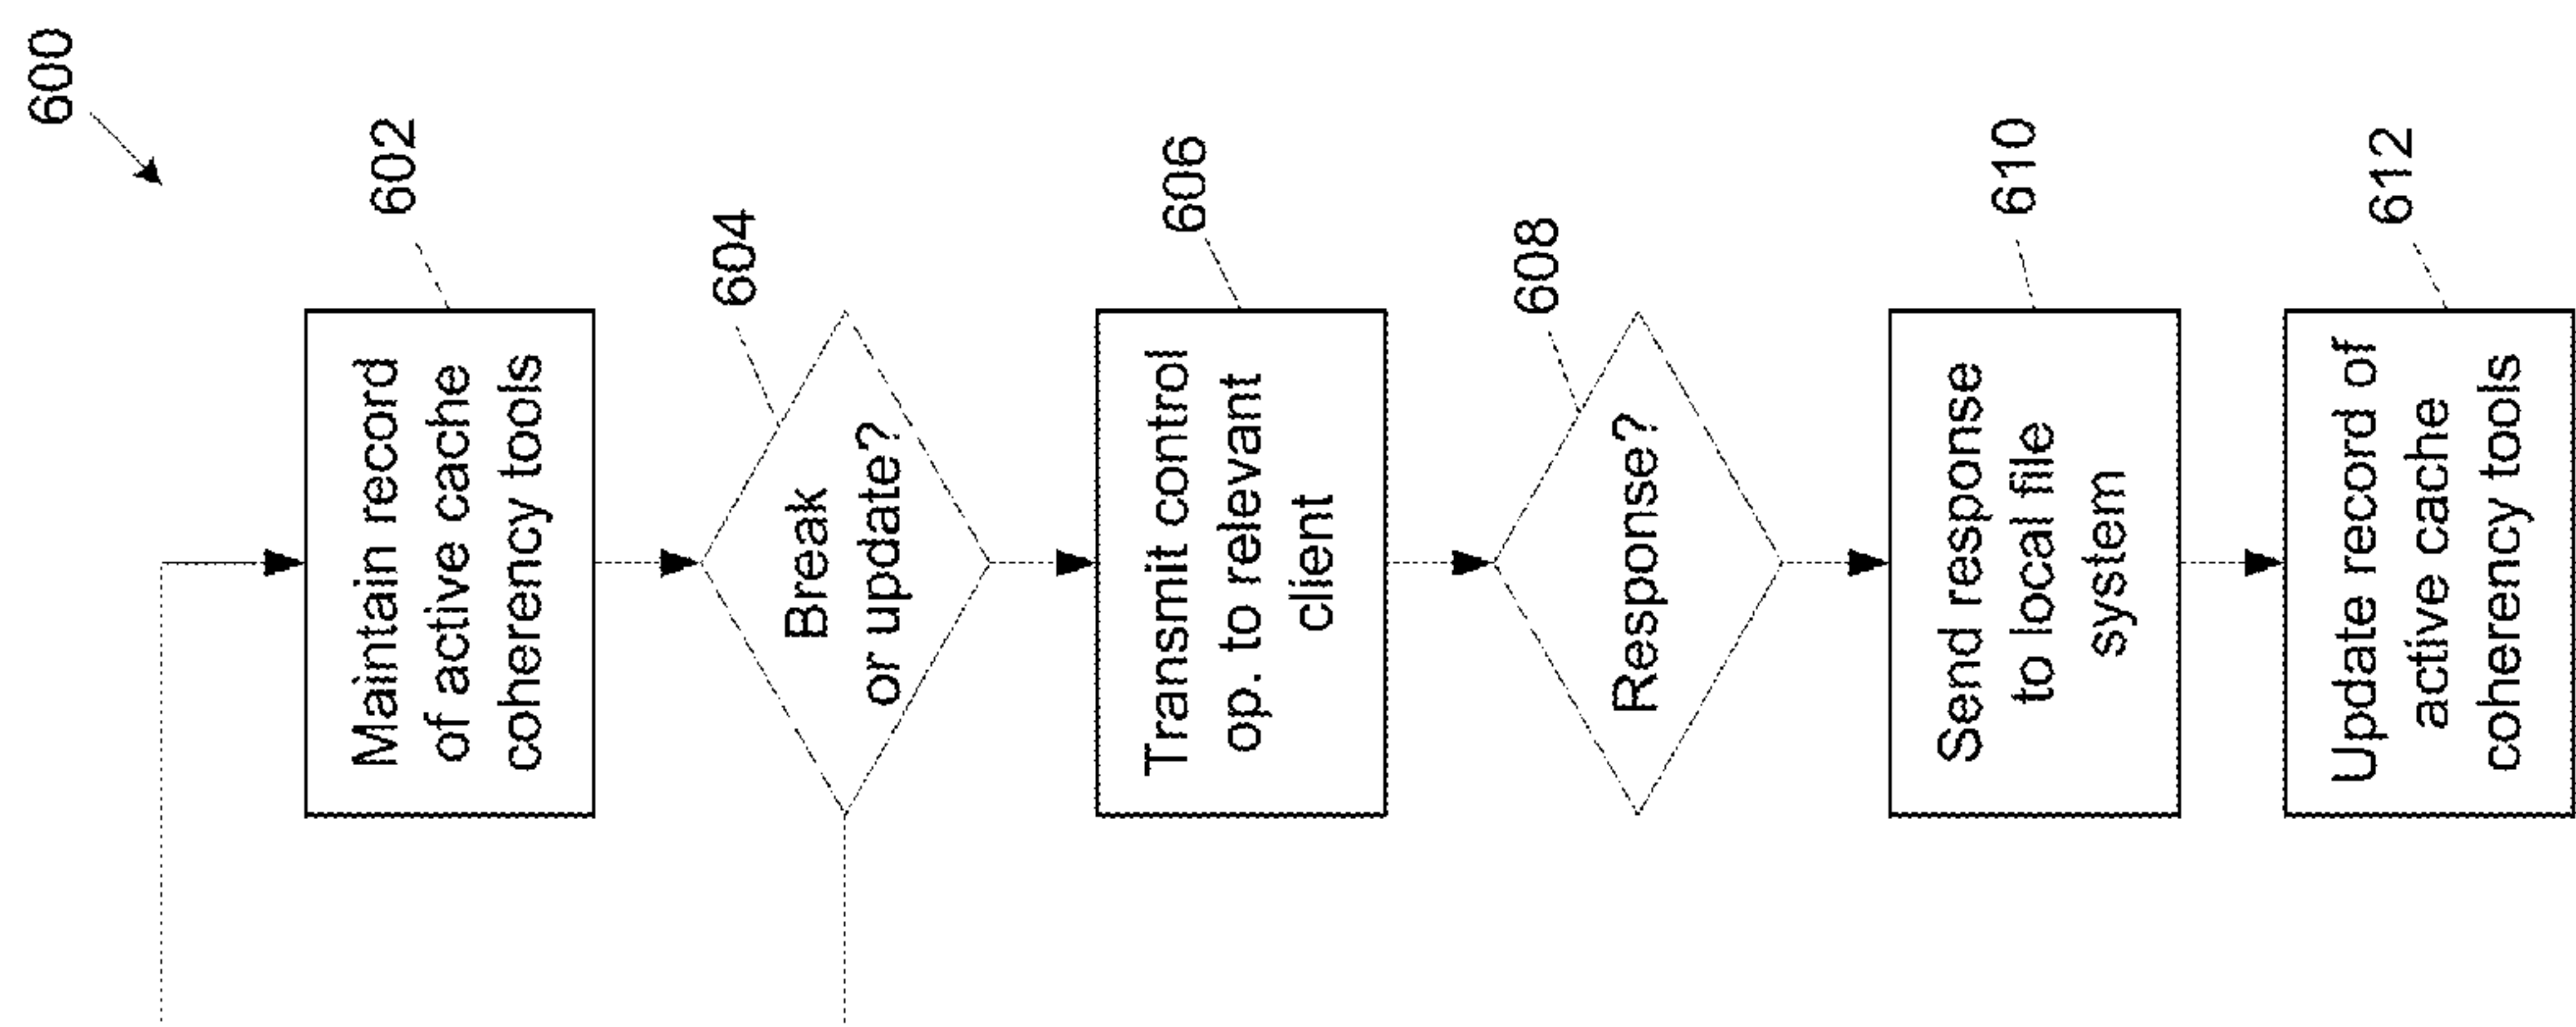 600
602
Maintain record
of active cache
coherency tools
604
Break
or update?
606
Transmit control
op. to relevant
client
608
Response?
610
Send response
to local file
system
612
Update record of
active cache
coherency tools